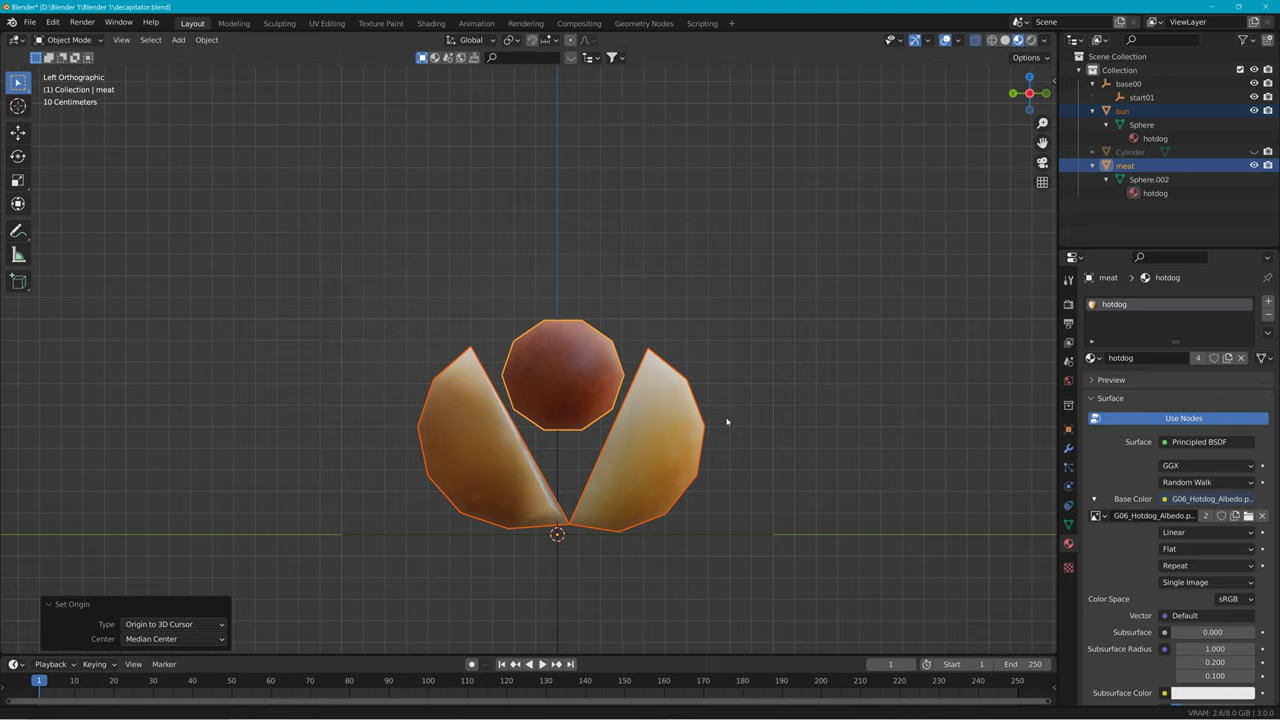 Blender* [D:\Blender 1\Blender 1\decapitator.blend]
File Edit Render Window Help Layout Modeling Sculpting UV Editing Texture Paint Shading Animation Rendering Compositing Geometry Nodes Scripting + Scene ViewLayer
Object Mode View Select Add Object Global
Options
Left Orthographic
(1) Collection | meat
10 Centimeters
Z
Y
X
Scene Collection
Collection
base00
start01
bun
Sphere
hotdog
Cylinder
meat
Sphere.002
hotdog
meat > hotdog
hotdog
hotdog 4
Preview
Surface
Use Nodes
Surface Principled BSDF
GGX
Random Walk
Base Color G06_Hotdog_Albedo.p..
G06_Hotdog_Albedo.p.. 2
Linear
Flat
Repeat
Single Image
Color Space sRGB
Vector Default
Subsurface 0.000
Subsurface Radius 1.000
0.200
0.100
Subsurface Color
Set Origin
Type Origin to 3D Cursor
Center Median Center
Playback Keying View Marker 1 Start 1 End 250
1 10 20 30 40 50 60 70 80 90 100 110 120 130 140 150 160 170 180 190 200 210 220 230 240 250
VRAM: 2.6/8.0 GiB | 3.0.0